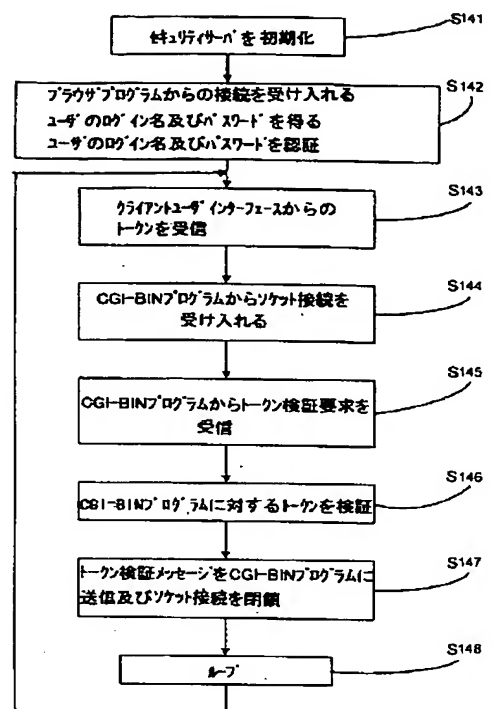 S141
セキュリティサーバを初期化
S142
ブラウザプログラムからの接続を受け入れる
ユーザのログイン名及びパスワードを得る
ユーザのログイン名及びパスワードを認証
S143
クライアントユーザインターフェースからの
トークンを受信
S144
CGI-BINプログラムからソケット接続を
受け入れる
S145
CGI-BINプログラムからトークン検証要求を
受信
S146
CGI-BINプログラムに対するトークンを検証
S147
トークン検証メッセージをCGI-BINプログラムに
送信及びソケット接続を閉鎖
S148
ループ